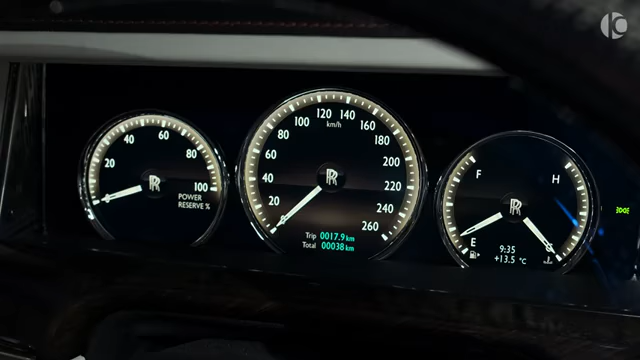 0
20
40
60
80
100
POWER
RESERVE %
20
40
60
80
100
120
140
160
180
200
220
240
260
km/h
Trip 0017.9 km
Total 00038 km
F
H
E
9:35
+13.5 °C